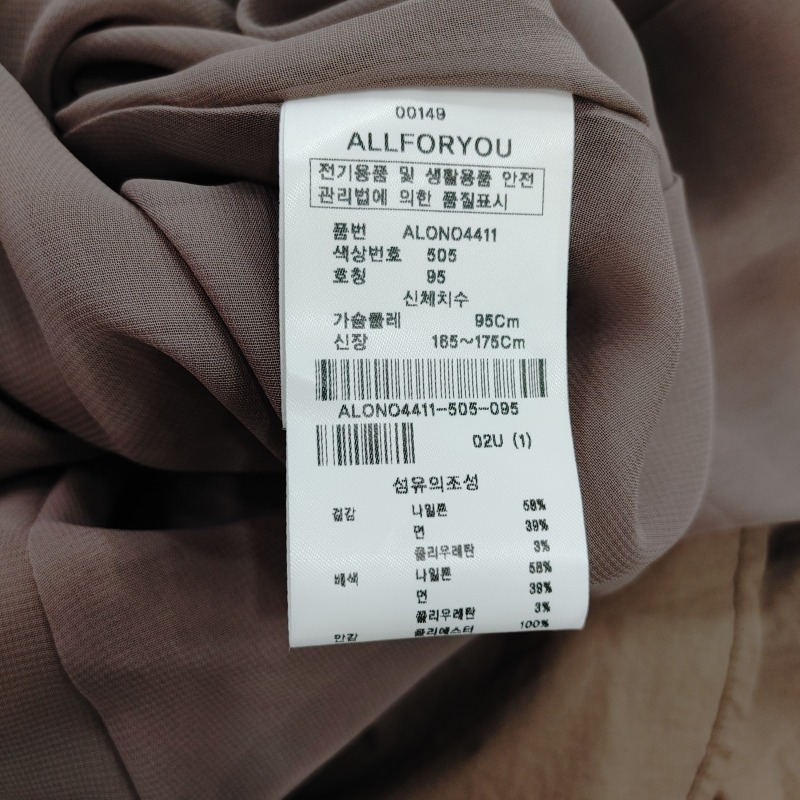 00149
ALLFORYOU
전기용품 및 생활용품 안전
관리법에 의한 품질표시
품번 ALONO4411
색상번호 505
호칭 95
신체치수
가슴둘레 95Cm
신장 165~175Cm
ALONO4411-505-095
02U (1)
섬유의조성
겉감 나일론 58%
면 39%
폴리우레탄 3%
배색 나일론 58%
면 39%
폴리우레탄 3%
안감 폴리에스터 100%